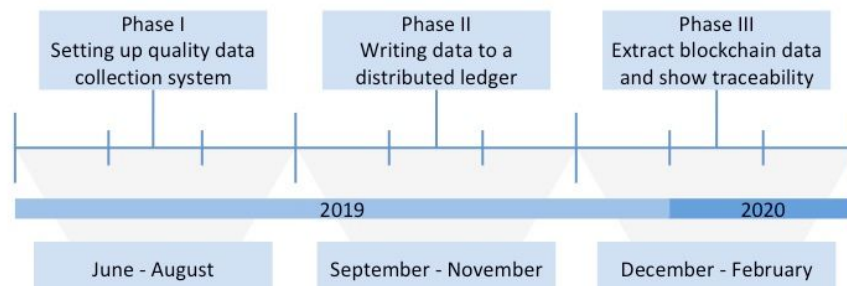 Phase I
Setting up quality data
collection system
Phase II
Writing data to a
distributed ledger
Phase III
Extract blockchain data
and show traceability
2019
2020
June - August
September - November
December - February